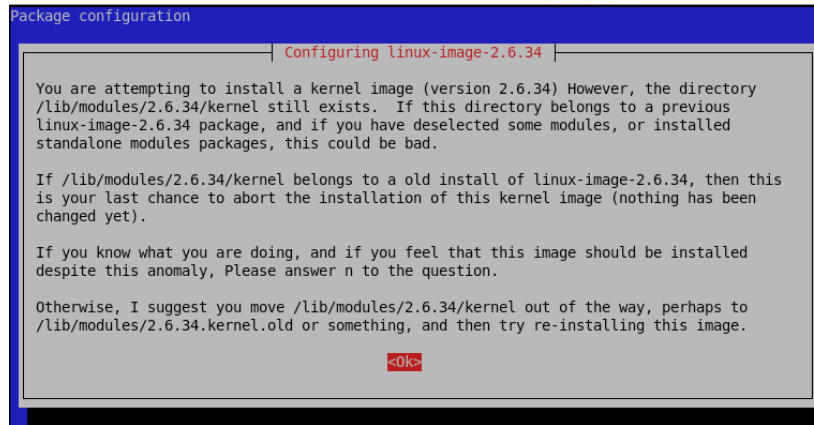 Package configuration
Configuring linux-image-2.6.34
You are attempting to install a kernel image (version 2.6.34) However, the directory
/lib/modules/2.6.34/kernel still exists.  If this directory belongs to a previous
linux-image-2.6.34 package, and if you have deselected some modules, or installed
standalone modules packages, this could be bad.
If /lib/modules/2.6.34/kernel belongs to a old install of linux-image-2.6.34, then this
is your last chance to abort the installation of this kernel image (nothing has been
changed yet).
If you know what you are doing, and if you feel that this image should be installed
despite this anomaly, Please answer n to the question.
Otherwise, I suggest you move /lib/modules/2.6.34/kernel out of the way, perhaps to
/lib/modules/2.6.34.kernel.old or something, and then try re-installing this image.
<Ok>